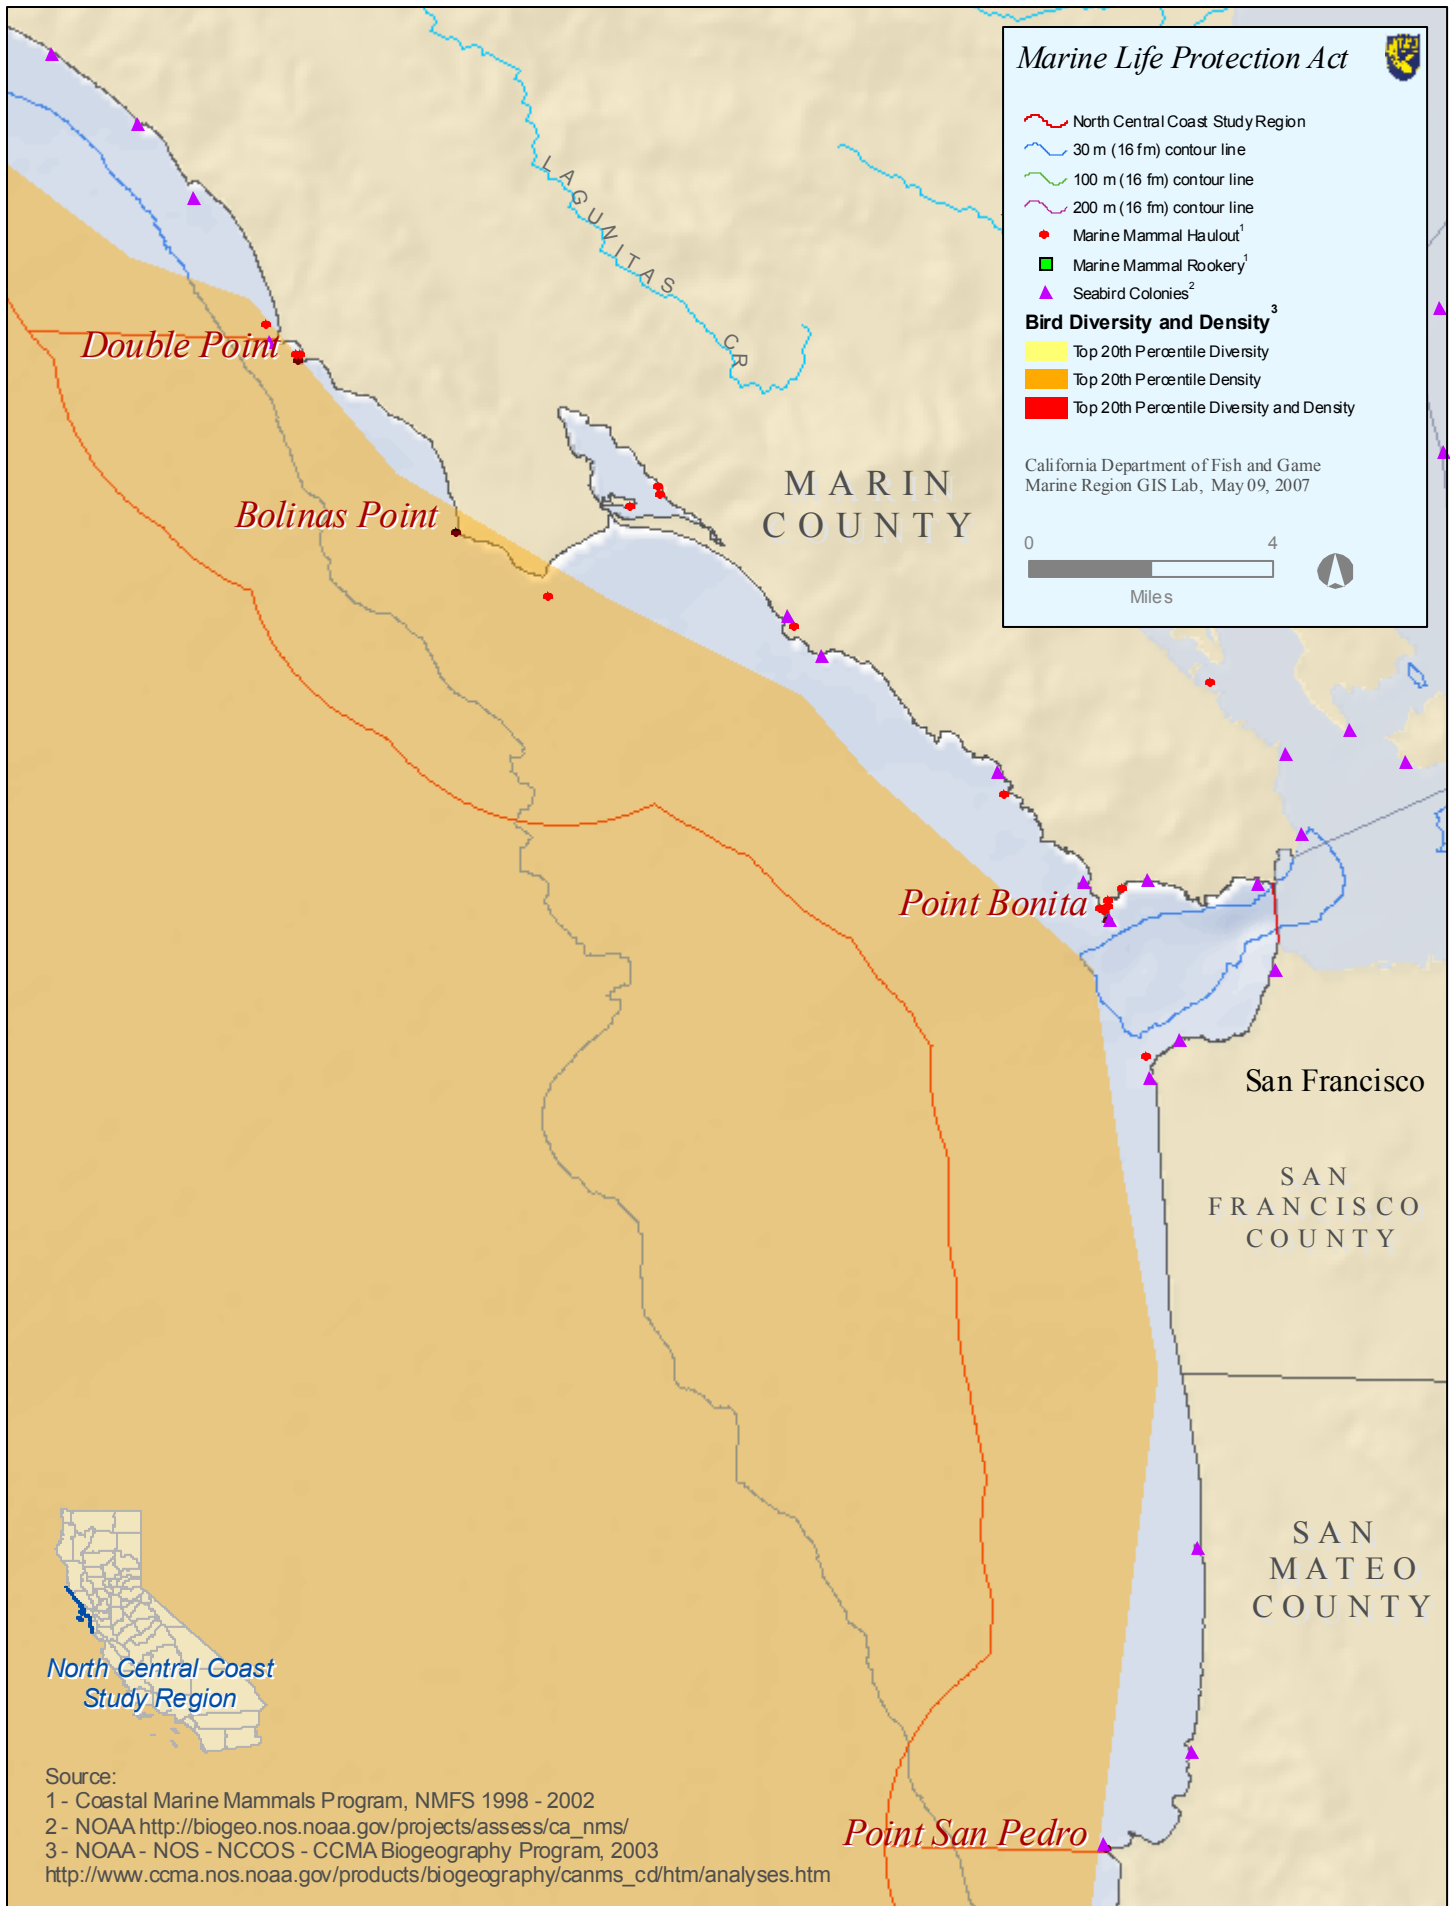 Marine Life Protection Act
North Central Coast Study Region
30 m (16 fm) contour line
100 m (16 fm) contour line
200 m (16 fm) contour line
Marine Mammal Haulout1
Marine Mammal Rookery1
Seabird Colonies2
Bird Diversity and Density3
Top 20th Percentile Diversity
Top 20th Percentile Density
Top 20th Percentile Diversity and Density
California Department of Fish and Game
Marine Region GIS Lab, May 09, 2007
0 4
Miles
LAGUNITAS CR
Double Point
Bolinas Point
MARIN
COUNTY
Point Bonita
San Francisco
SAN
FRANCISCO
COUNTY
SAN
MATEO
COUNTY
North Central Coast
Study Region
Point San Pedro
Source:
1 - Coastal Marine Mammals Program, NMFS 1998 - 2002
2 - NOAA http://biogeo.nos.noaa.gov/projects/assess/ca_nms/
3 - NOAA - NOS - NCCOS - CCMA Biogeography Program, 2003
http://www.ccma.nos.noaa.gov/products/biogeography/canms_cd/htm/analyses.htm